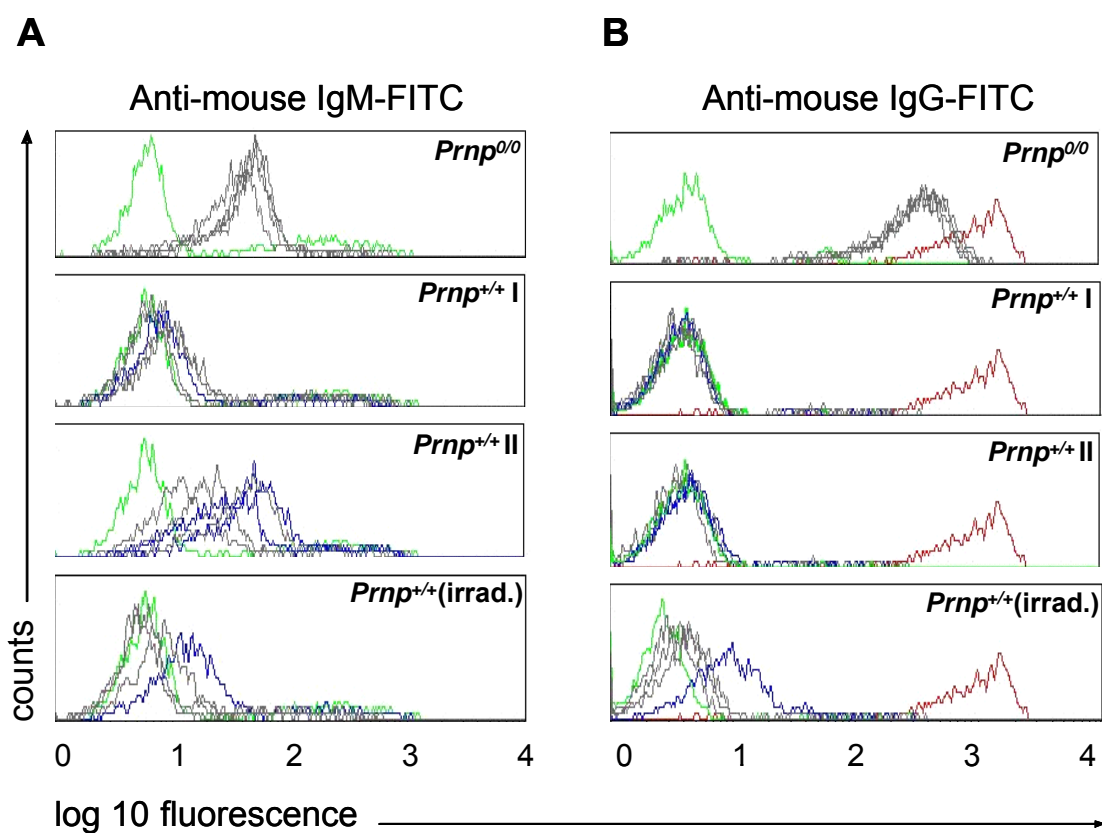 A
B
Anti-mouse IgM-FITC
Anti-mouse IgG-FITC
Prnp0/0
Prnp0/0
Prnp+/+ I
Prnp+/+ I
Prnp+/+ II
Prnp+/+ II
Prnp+/+(irrad.)
Prnp+/+(irrad.)
counts
0 1 2 3 4
0 1 2 3 4
log 10 fluorescence